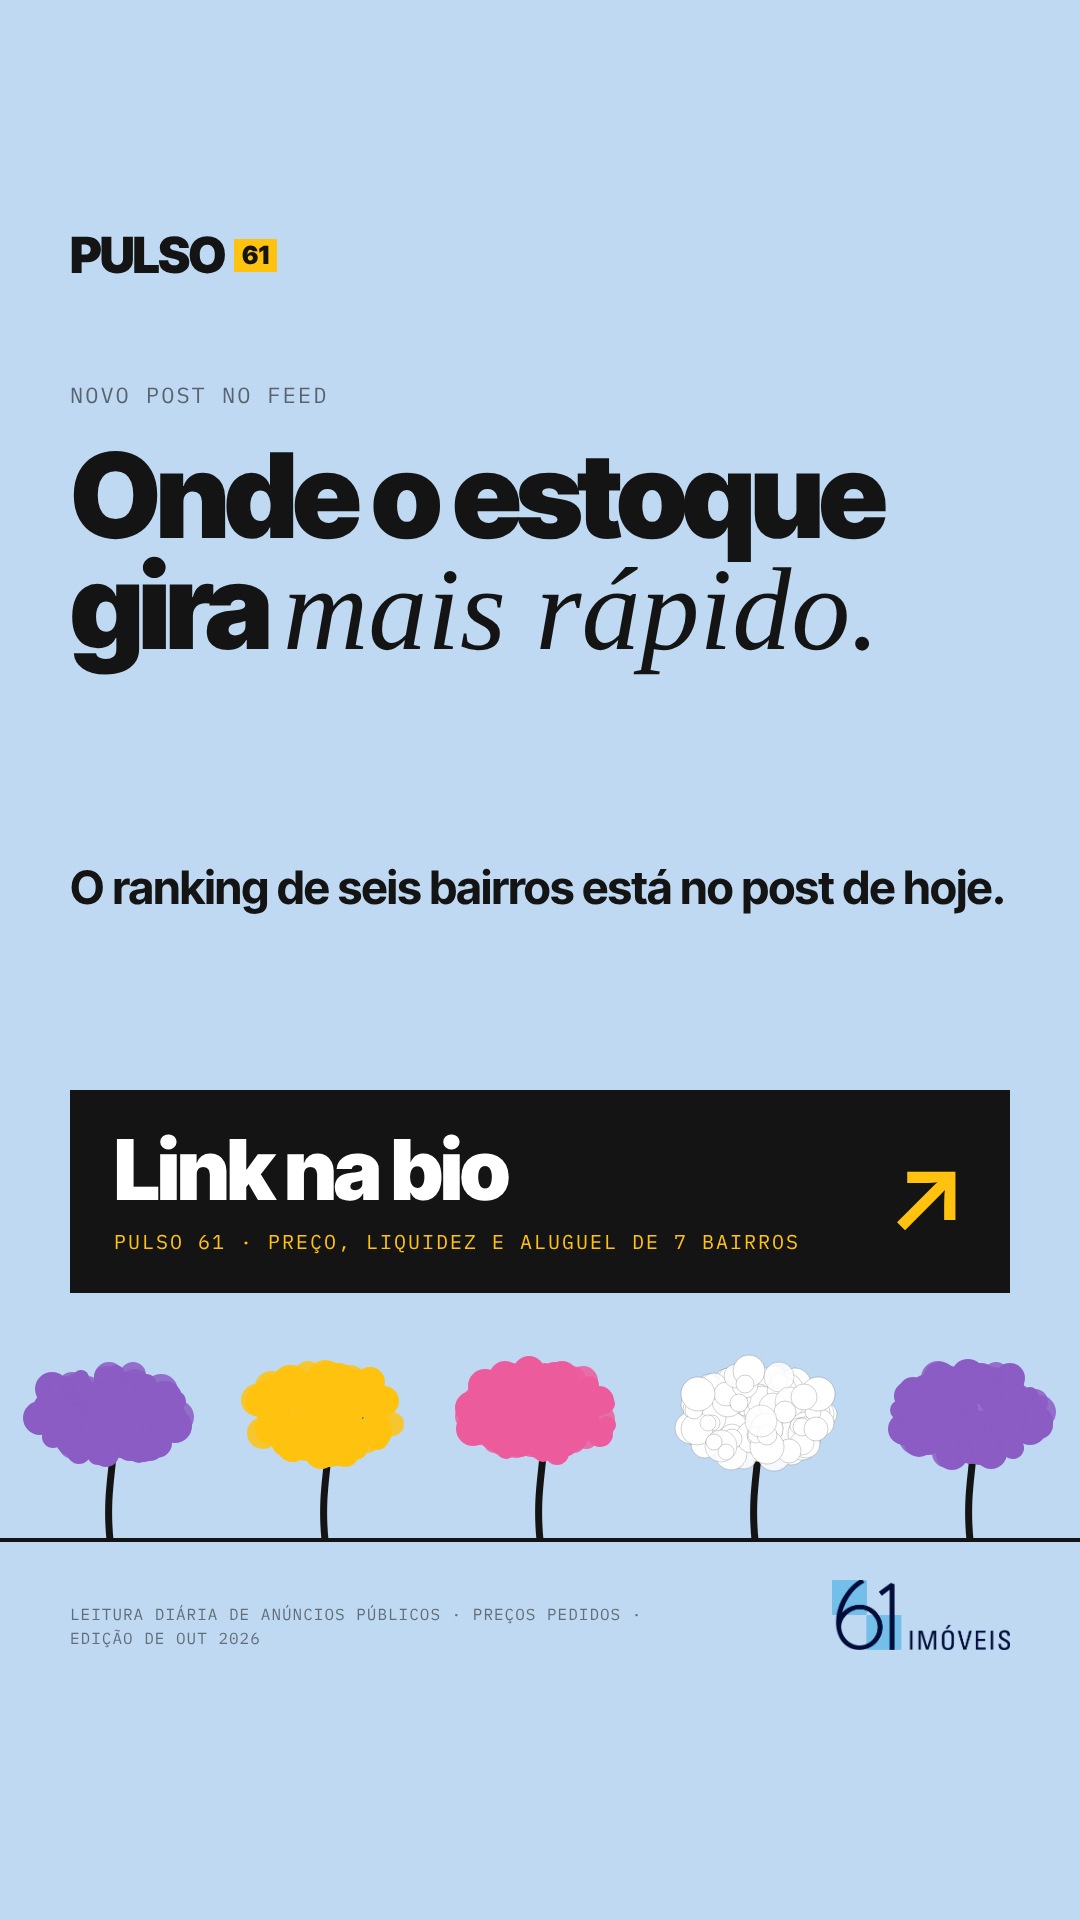 PULSO 61
NOVO POST NO FEED
Onde o estoque
gira mais rápido.
O ranking de seis bairros está no post de hoje.
Link na bio
PULSO 61 · PREÇO, LIQUIDEZ E ALUGUEL DE 7 BAIRROS
LEITURA DIÁRIA DE ANÚNCIOS PÚBLICOS · PREÇOS PEDIDOS ·
EDIÇÃO DE OUT 2026
61 IMÓVEIS